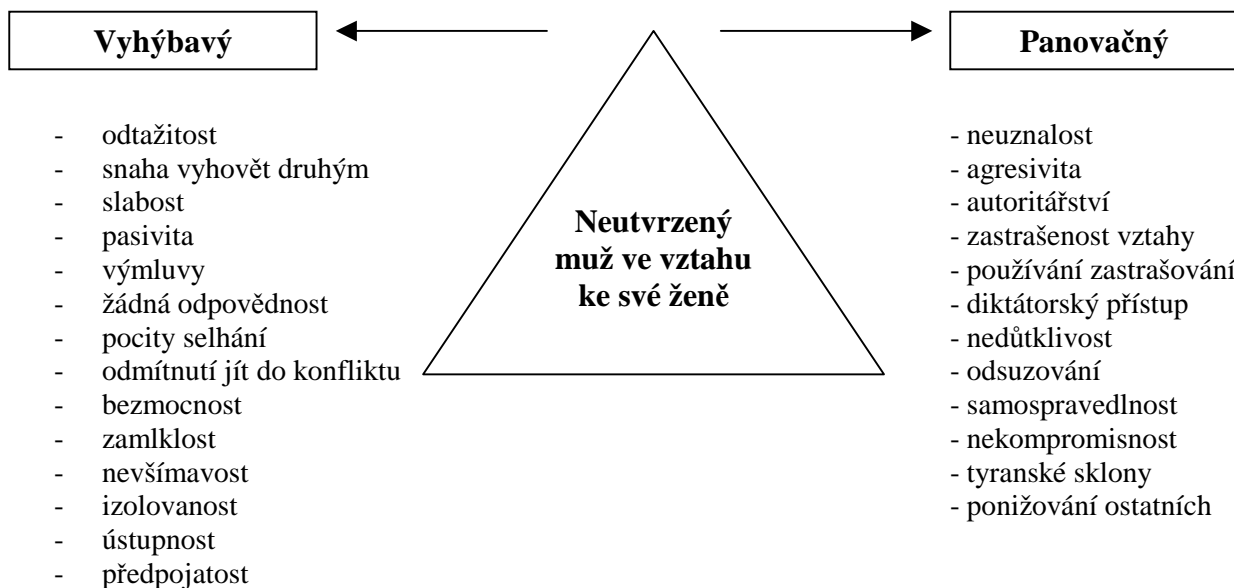 Vyhýbavý
- odtažitost
- snaha vyhovět druhým
- slabost
- pasivita
- výmluvy
- žádná odpovědnost
- pocity selhání
- odmítnutí jít do konfliktu
- bezmocnost
- zamlklost
- nevšímavost
- izolovanost
- ústupnost
- předpojatost
Neutvrzený
muž ve vztahu
ke své ženě
Panovačný
- neuznalost
- agresivita
- autoritářství
- zastrašenost vztahy
- používání zastrašování
- diktátorský přístup
- nedůtklivost
- odsuzování
- samospravedlnost
- nekompromisnost
- tyranské sklony
- ponižování ostatních